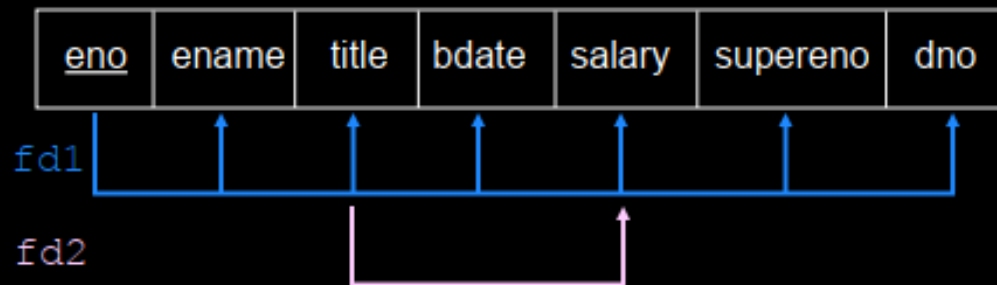 eno ename title bdate salary supereno dno
fd1
fd2